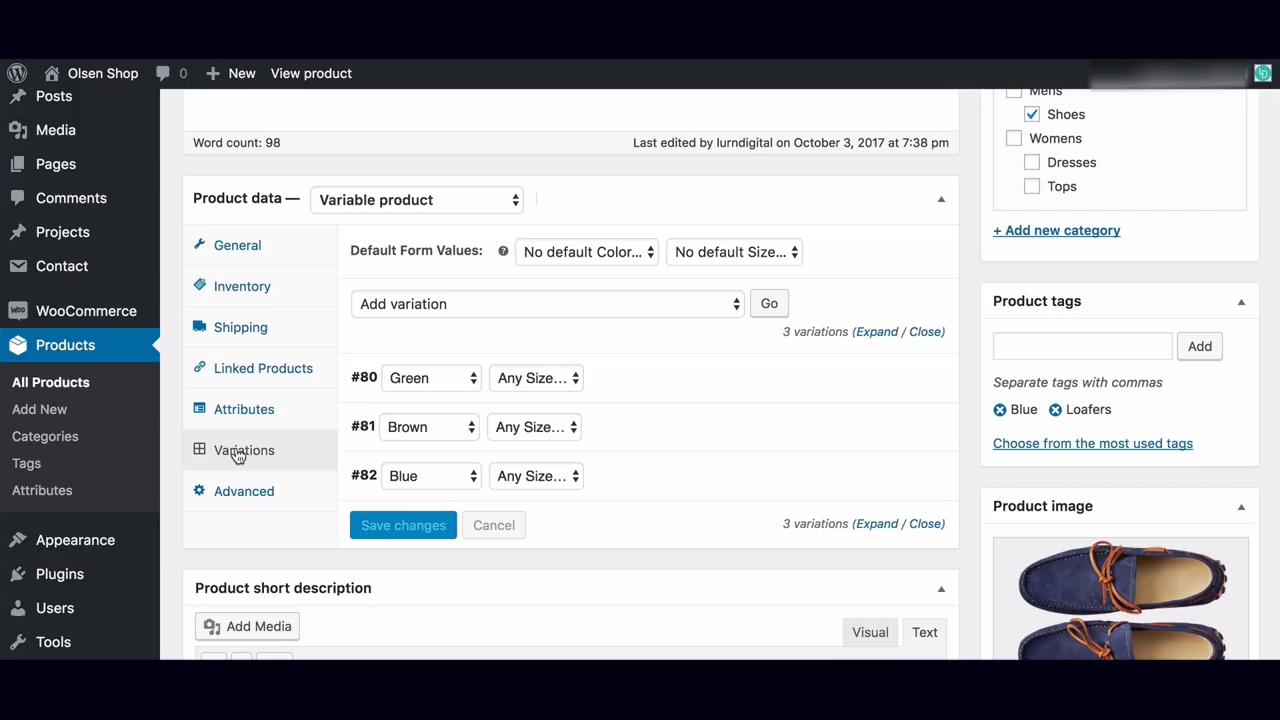 Olsen Shop 0 New View product
Posts
Media
Pages
Comments
Projects
Contact
WooCommerce
Products
All Products
Add New
Categories
Tags
Attributes
Appearance
Plugins
Users
Tools
Word count: 98 Last edited by lurndigital on October 3, 2017 at 7:38 pm
Product data — Variable product
General
Inventory
Shipping
Linked Products
Attributes
Variations
Advanced
Default Form Values: No default Color... No default Size...
Add variation Go
3 variations (Expand / Close)
#80 Green Any Size...
#81 Brown Any Size...
#82 Blue Any Size...
Save changes Cancel 3 variations (Expand / Close)
Product short description
Add Media Visual Text
Mens
Shoes
Womens
Dresses
Tops
+ Add new category
Product tags
Add
Separate tags with commas
Blue Loafers
Choose from the most used tags
Product image